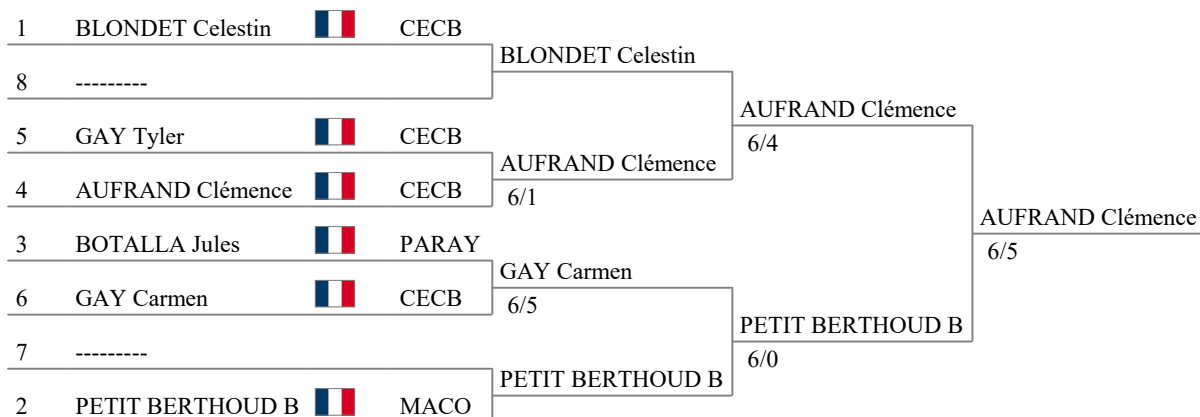 1 BLONDET Celestin CECB
BLONDET Celestin
8 ---------
AUFRAND Clémence
6/4
5 GAY Tyler CECB
AUFRAND Clémence
6/1
4 AUFRAND Clémence CECB
AUFRAND Clémence
6/5
3 BOTALLA Jules PARAY
GAY Carmen
6/5
6 GAY Carmen CECB
PETIT BERTHOUD B
6/0
7 ---------
PETIT BERTHOUD B
2 PETIT BERTHOUD B MACO